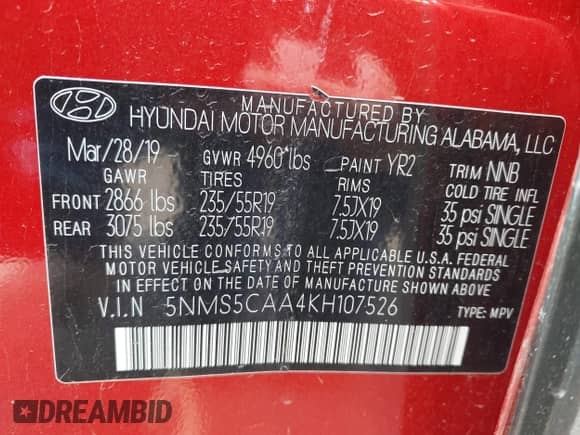 MANUFACTURED BY
HYUNDAI MOTOR MANUFACTURING ALABAMA, LLC
Mar/28/19 GVWR 4960 lbs PAINT YR2 TRIM NNB
GAWR TIRES RIMS COLD TIRE INFL
FRONT 2866 lbs 235/55R19 7.5JX19 35 psi SINGLE
REAR 3075 lbs 235/55R19 7.5JX19 35 psi SINGLE
THIS VEHICLE CONFORMS TO ALL APPLICABLE U.S.A. FEDERAL
MOTOR VEHICLE SAFETY AND THEFT PREVENTION STANDARDS
IN EFFECT ON THE DATE OF MANUFACTURE SHOWN ABOVE.
V.I.N 5NMS5CAA4KH107526 TYPE: MPV
DREAMBID